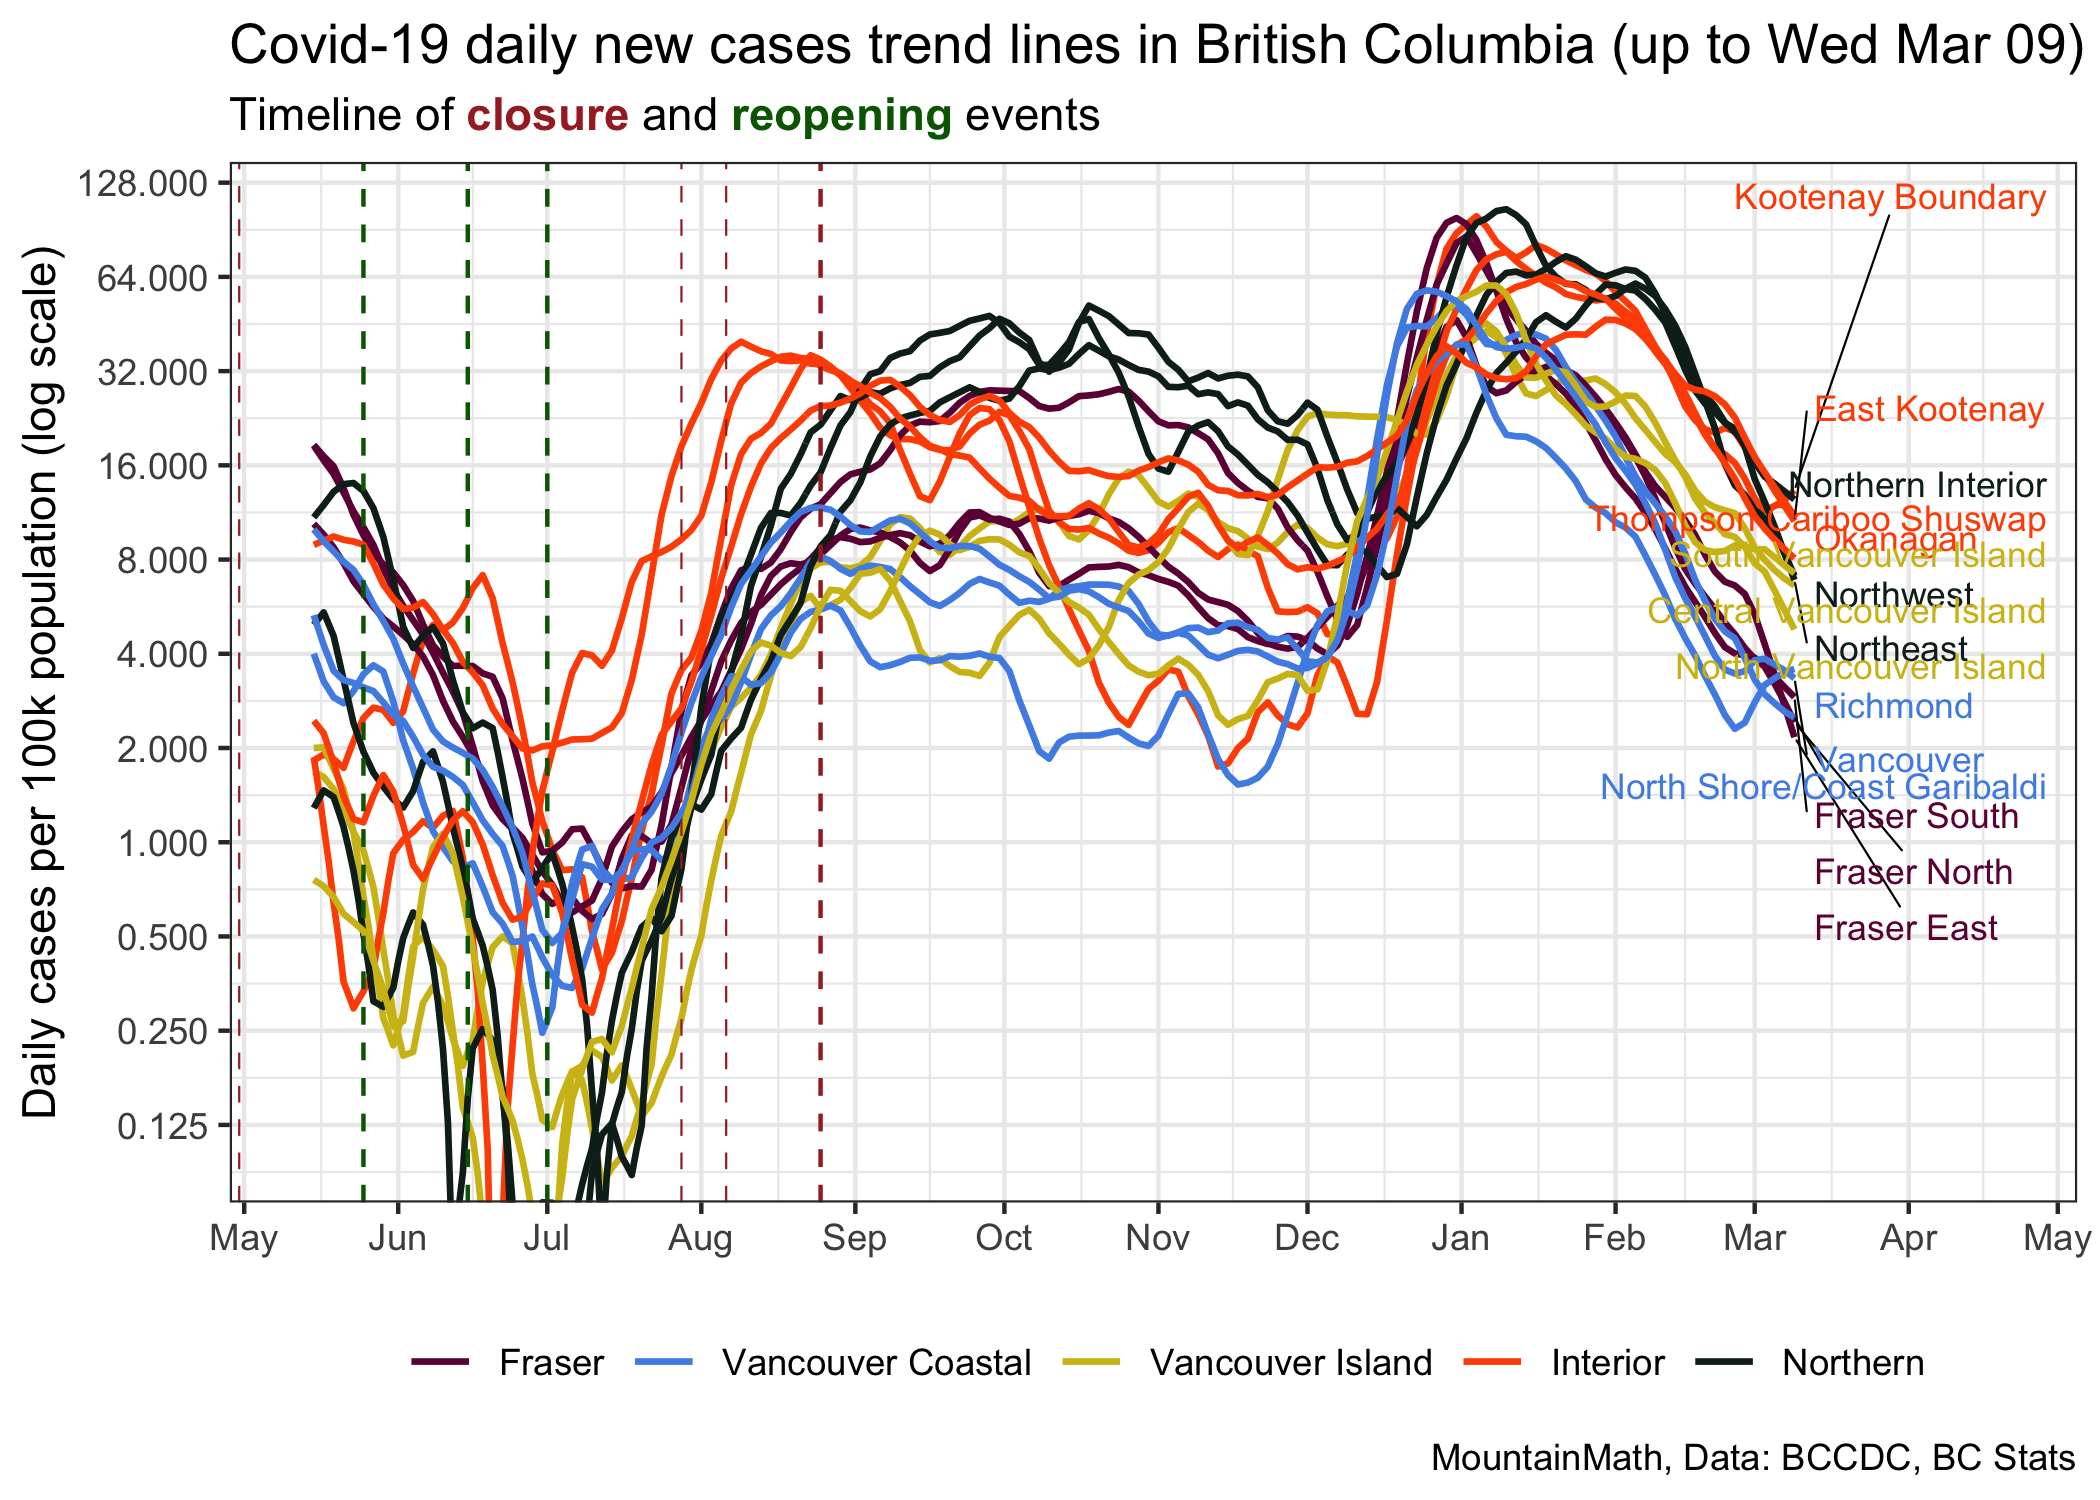 Covid-19 daily new cases trend lines in British Columbia (up to Wed Mar 09)
Timeline of closure and reopening events
Daily cases per 100k population (log scale)
128.000
64.000
32.000
16.000
8.000
4.000
2.000
1.000
0.500
0.250
0.125
Kootenay Boundary
East Kootenay
Northern Interior
Thompson Cariboo Shuswap
Okanagan
South Vancouver Island
Northwest
Central Vancouver Island
Northeast
North Vancouver Island
Richmond
Vancouver
North Shore/Coast Garibaldi
Fraser South
Fraser North
Fraser East
May Jun Jul Aug Sep Oct Nov Dec Jan Feb Mar Apr May
Fraser Vancouver Coastal Vancouver Island Interior Northern
MountainMath, Data: BCCDC, BC Stats